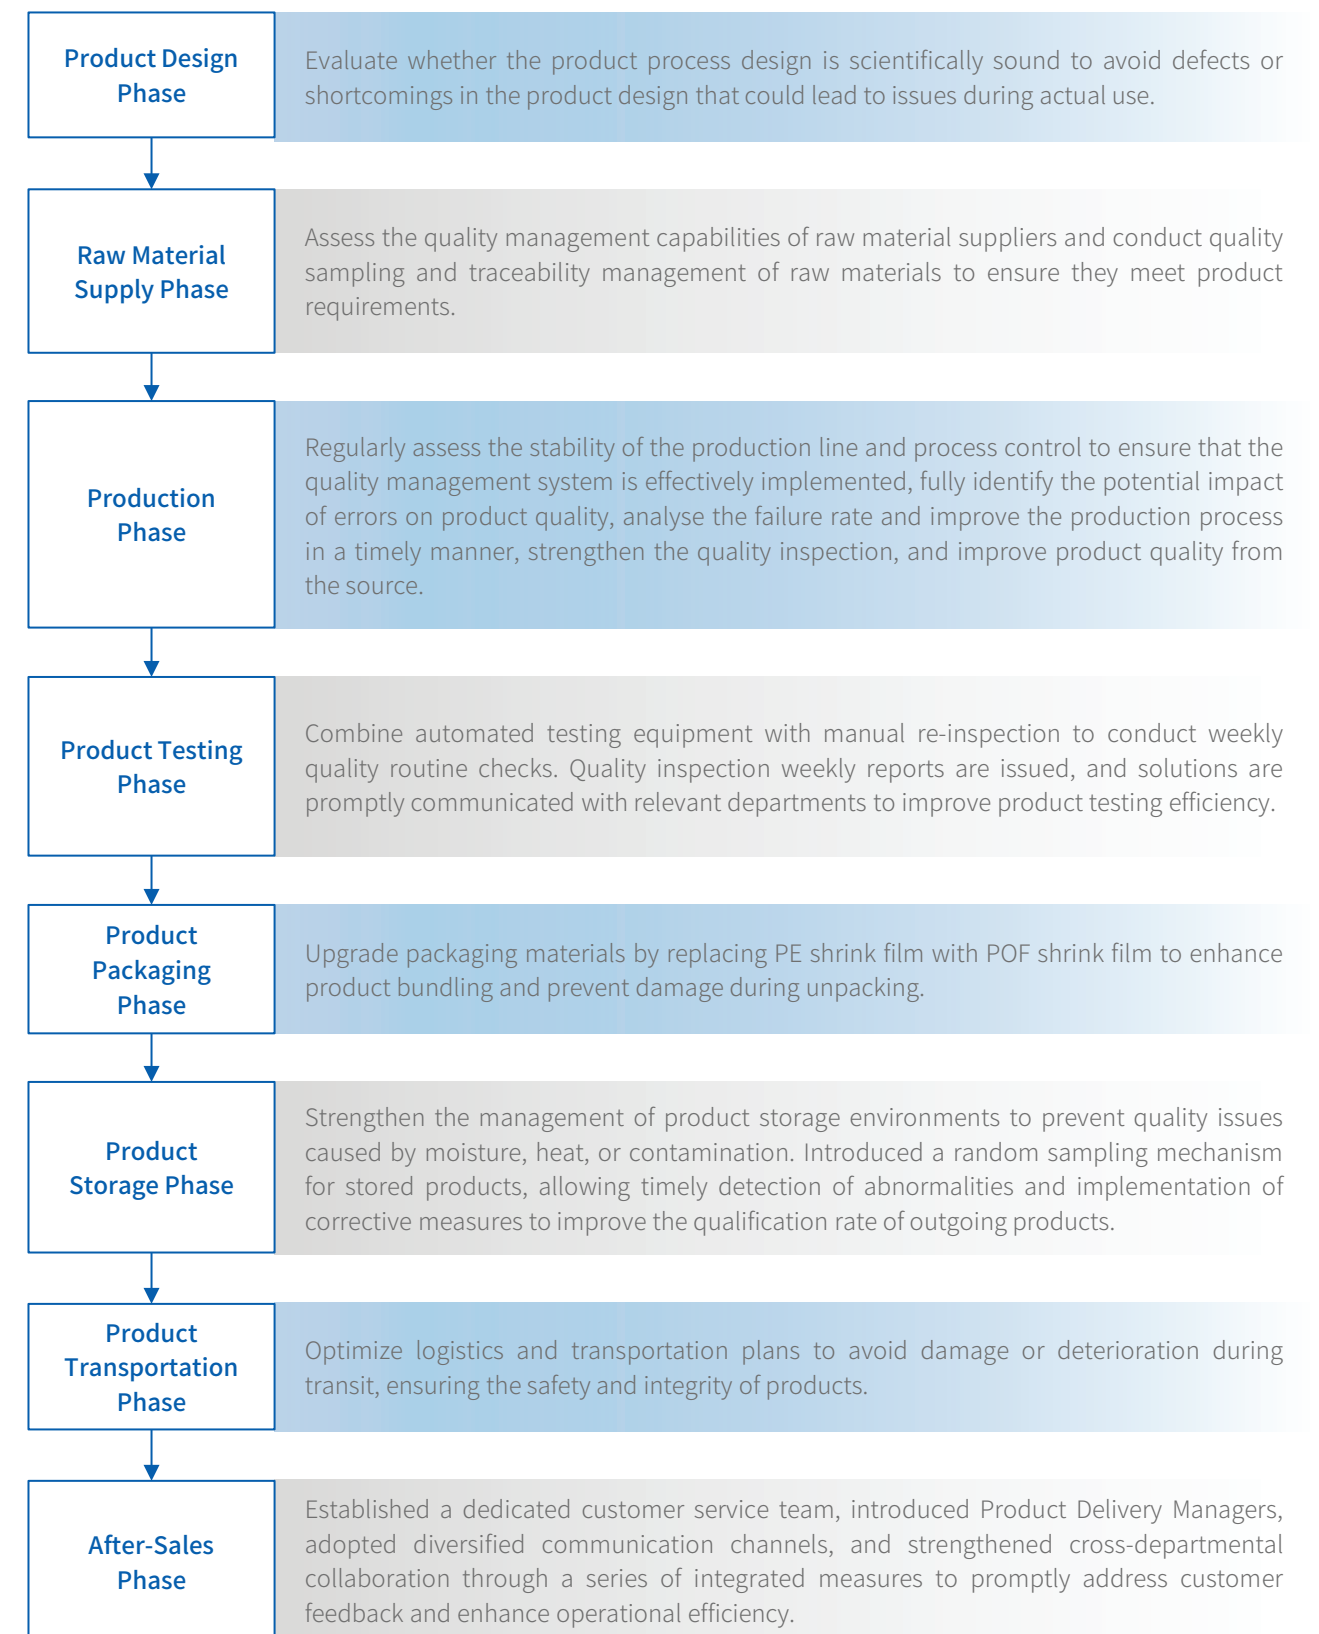 Product Design
Phase
Evaluate whether the product process design is scientifically sound to avoid defects or
shortcomings in the product design that could lead to issues during actual use.
Raw Material
Supply Phase
Assess the quality management capabilities of raw material suppliers and conduct quality
sampling and traceability management of raw materials to ensure they meet product
requirements.
Production
Phase
Regularly assess the stability of the production line and process control to ensure that the
quality management system is effectively implemented, fully identify the potential impact
of errors on product quality, analyse the failure rate and improve the production process
in a timely manner, strengthen the quality inspection, and improve product quality from
the source.
Product Testing
Phase
Combine automated testing equipment with manual re-inspection to conduct weekly
quality routine checks. Quality inspection weekly reports are issued, and solutions are
promptly communicated with relevant departments to improve product testing efficiency.
Product
Packaging
Phase
Upgrade packaging materials by replacing PE shrink film with POF shrink film to enhance
product bundling and prevent damage during unpacking.
Product
Storage Phase
Strengthen the management of product storage environments to prevent quality issues
caused by moisture, heat, or contamination. Introduced a random sampling mechanism
for stored products, allowing timely detection of abnormalities and implementation of
corrective measures to improve the qualification rate of outgoing products.
Product
Transportation
Phase
Optimize logistics and transportation plans to avoid damage or deterioration during
transit, ensuring the safety and integrity of products.
After-Sales
Phase
Established a dedicated customer service team, introduced Product Delivery Managers,
adopted diversified communication channels, and strengthened cross-departmental
collaboration through a series of integrated measures to promptly address customer
feedback and enhance operational efficiency.